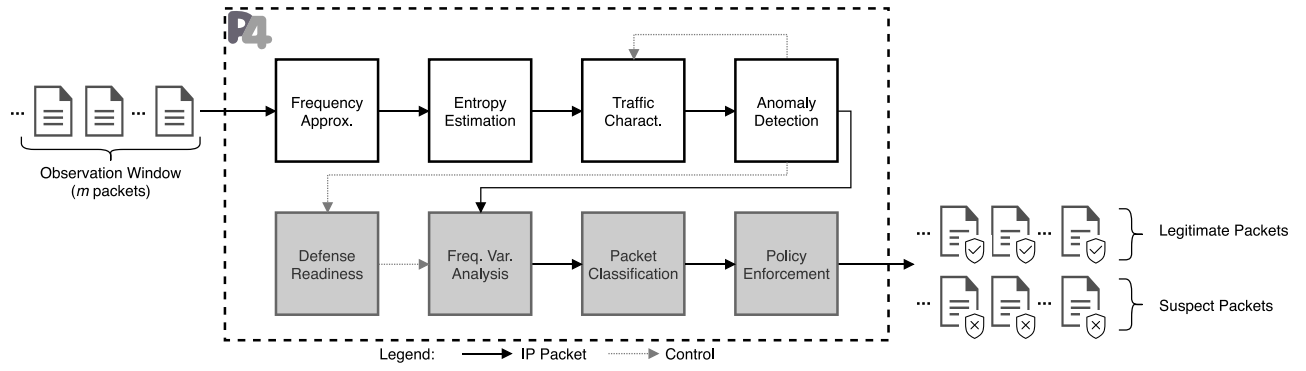 P4
Frequency
Approx.
Entropy
Estimation
Traffic
Charact.
Anomaly
Detection
... ...
Observation Window
(m packets)
Defense
Readiness
Freq. Var.
Analysis
Packet
Classification
Policy
Enforcement
... ...
Legitimate Packets
... ...
Suspect Packets
Legend: IP Packet Control